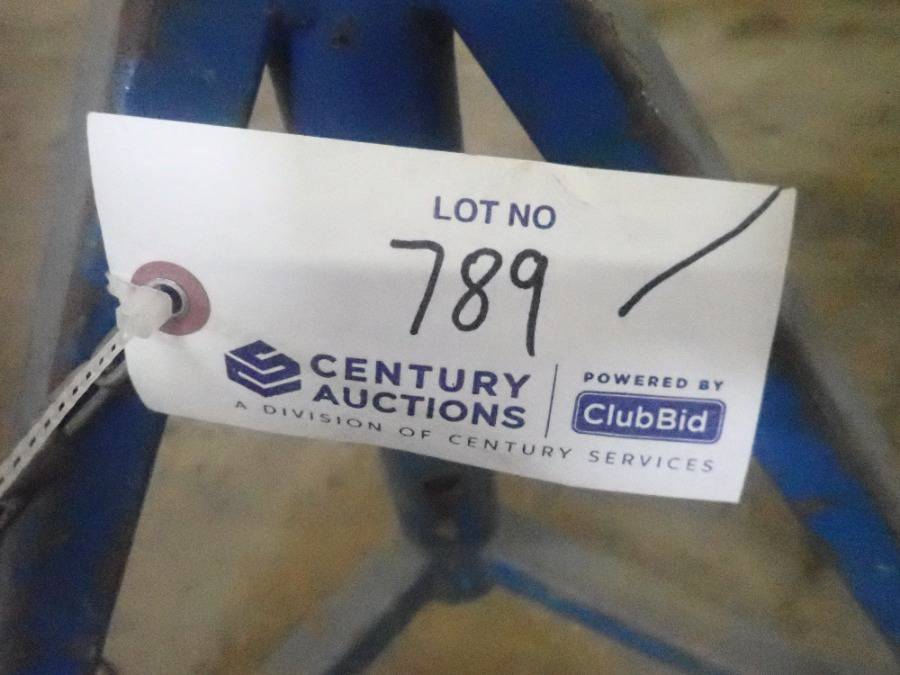 LOT NO
789
CENTURY
AUCTIONS
A DIVISION OF CENTURY SERVICES
POWERED BY
ClubBid